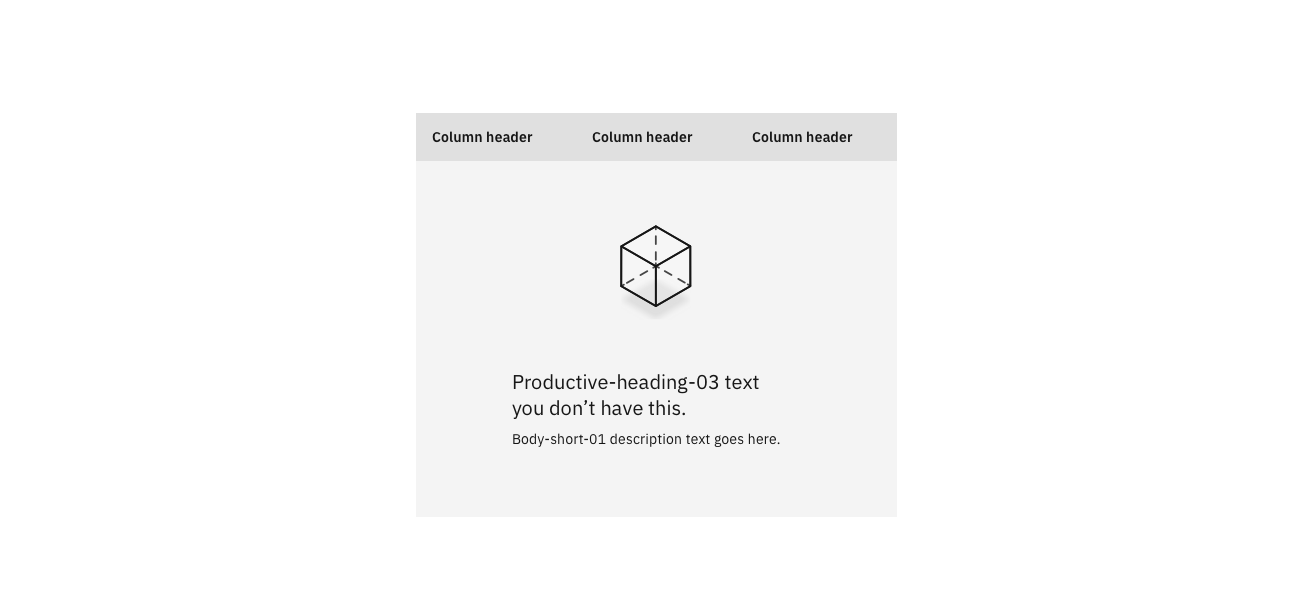 Column header Column header Column header
Productive-heading-03 text
you don’t have this.
Body-short-01 description text goes here.